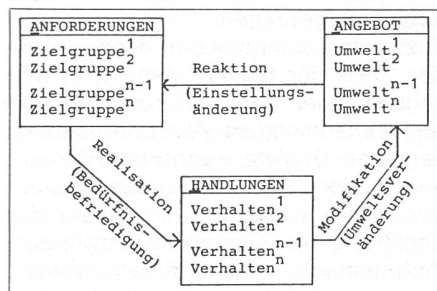 ANFORDERUNGEN
Zielgruppe1
Zielgruppe2
Zielgruppen-1
Zielgruppen
ANGEBOT
Umwelt1
Umwelt2
Umweltn-1
Umweltn
Reaktion
(Einstellungs-
änderung)
Realisation
(Bedürfnis-
befriedigung)
HANDLUNGEN
Verhalten1
Verhalten2
Verhaltenn-1
Verhaltenn
Modifikation
(Umweltsver-
änderung)